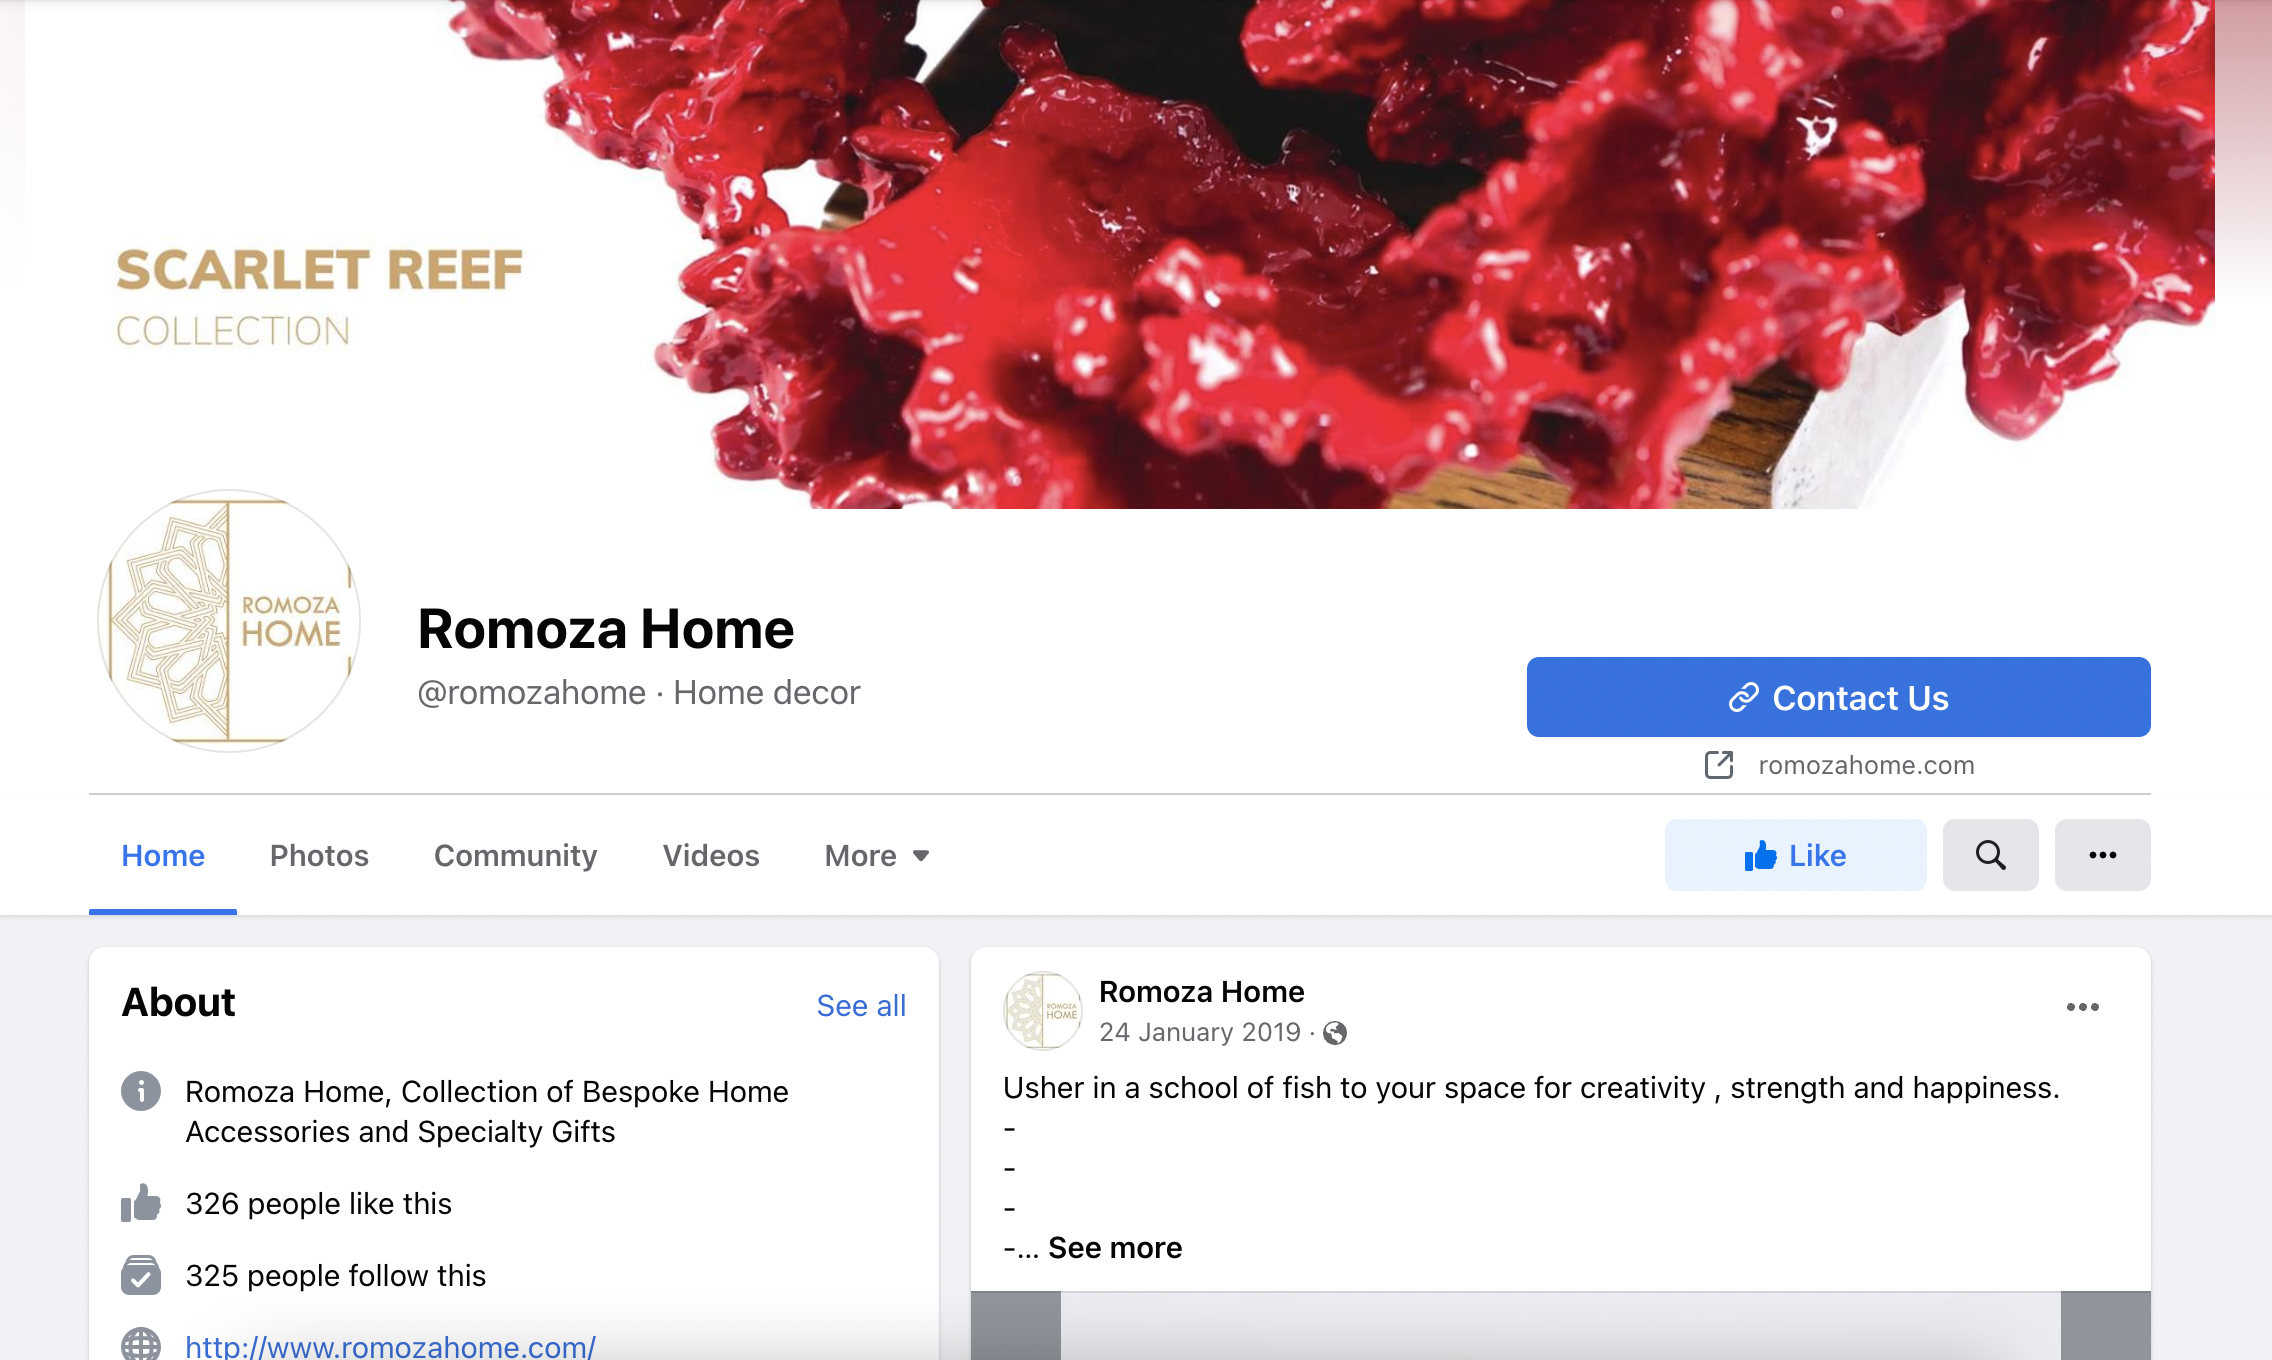 SCARLET REEF
COLLECTION
ROMOZA
HOME
Romoza Home
@romozahome · Home decor
Contact Us
romozahome.com
Home
Photos
Community
Videos
More
Like
About
See all
Romoza Home, Collection of Bespoke Home
Accessories and Specialty Gifts
326 people like this
325 people follow this
http://www.romozahome.com/
ROMOZA
HOME
Romoza Home
24 January 2019 ·
Usher in a school of fish to your space for creativity , strength and happiness.
-
-
-
-... See more